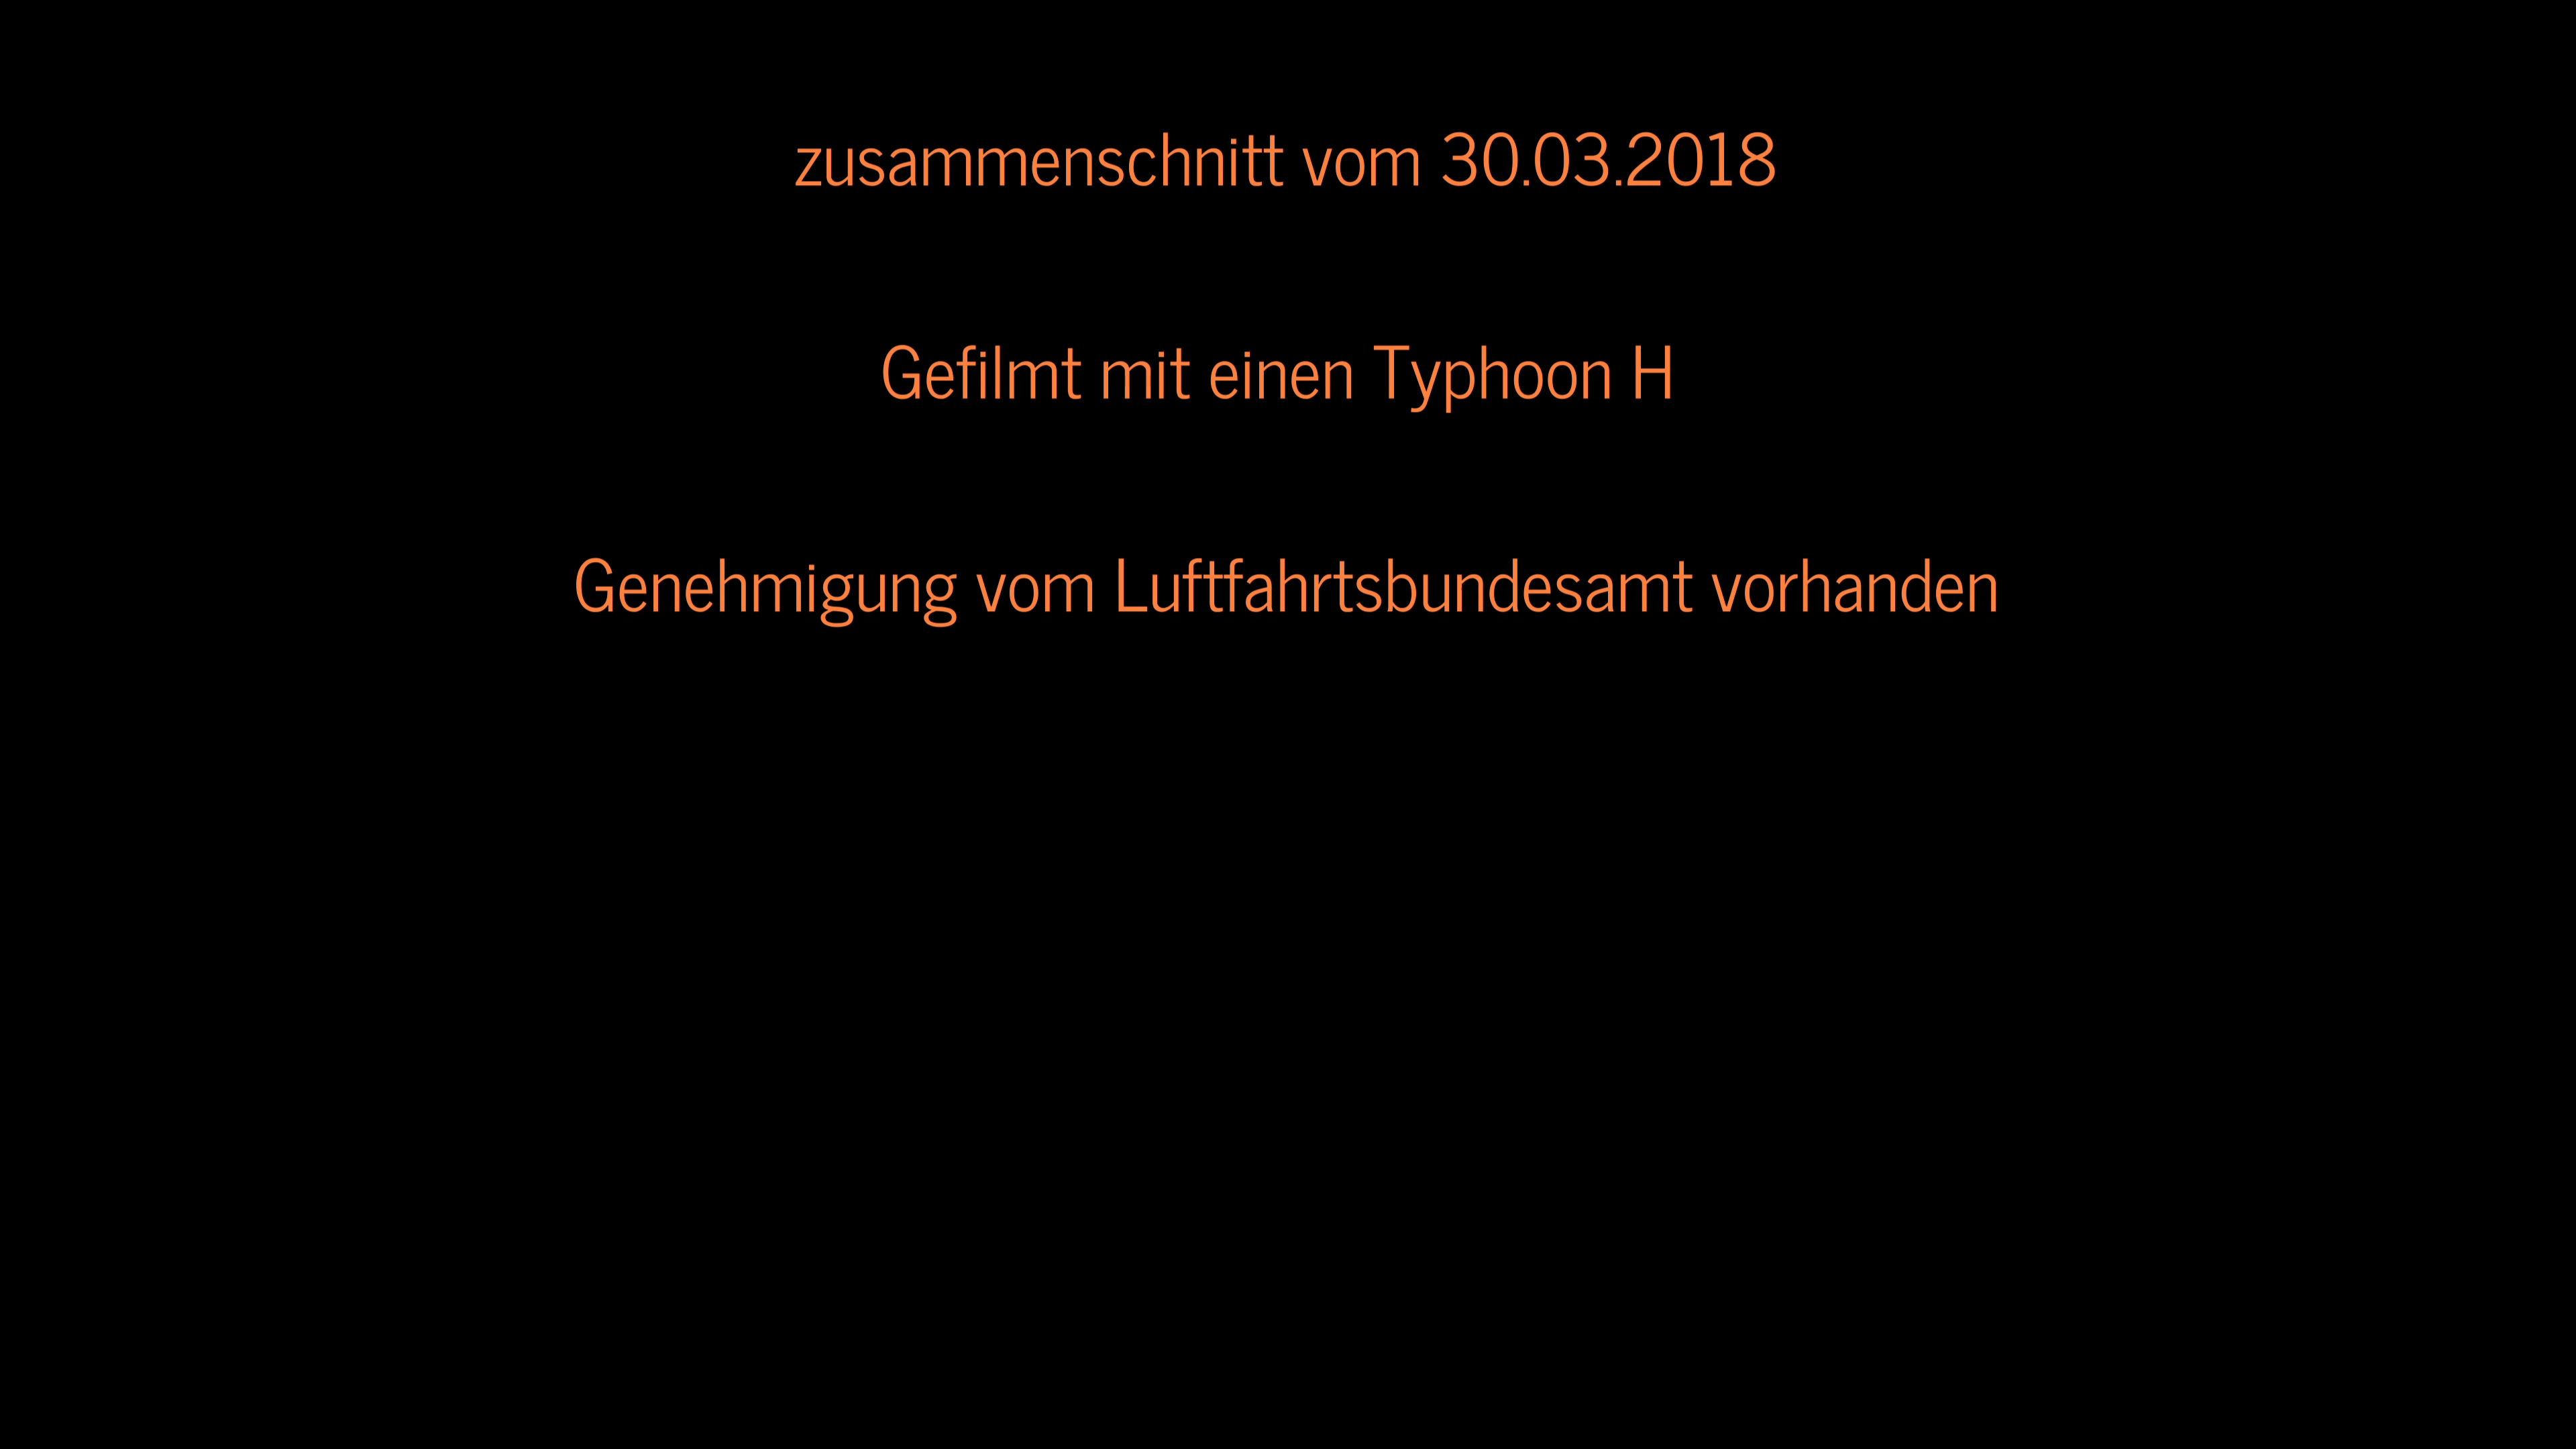 zusammenschnitt vom 30.03.2018
Gefilmt mit einen Typhoon H
Genehmigung vom Luftfahrtsbundesamt vorhanden